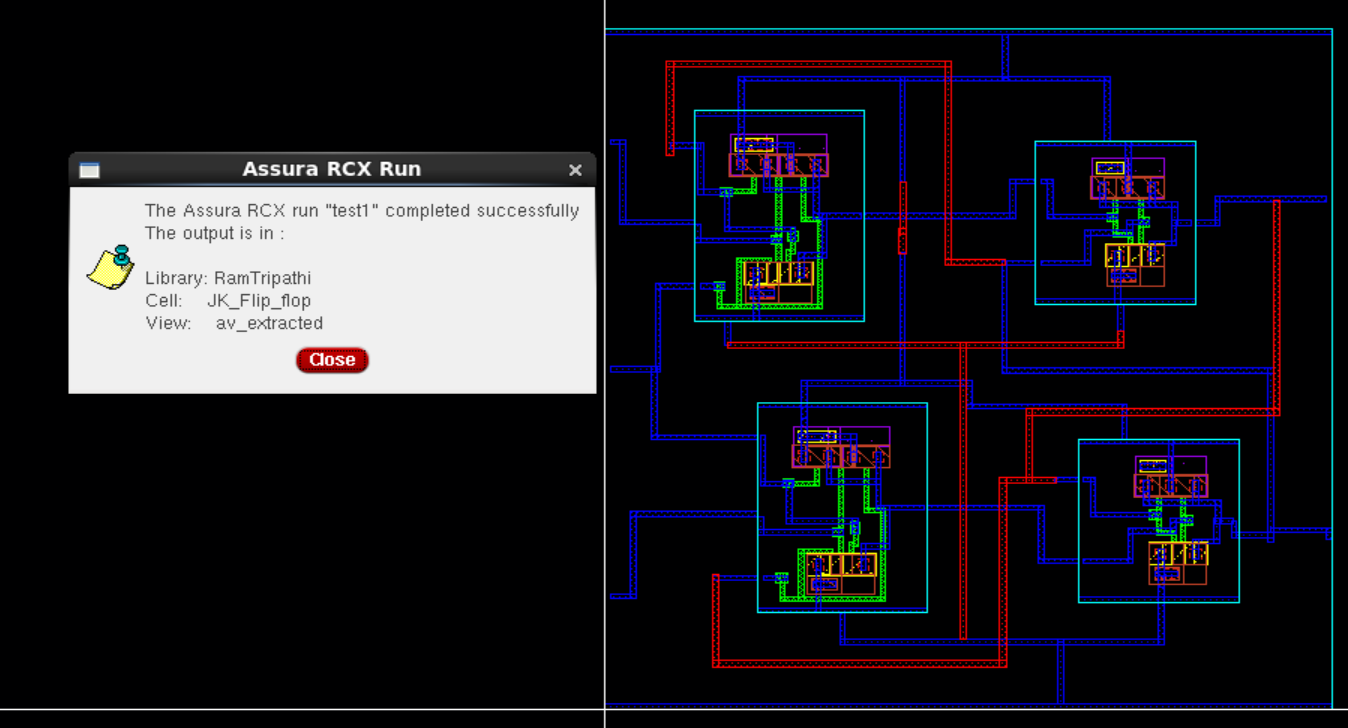 Assura RCX Run
The Assura RCX run "test1" completed successfully
The output is in :
Library: RamTripathi
Cell: JK_Flip_flop
View: av_extracted
Close